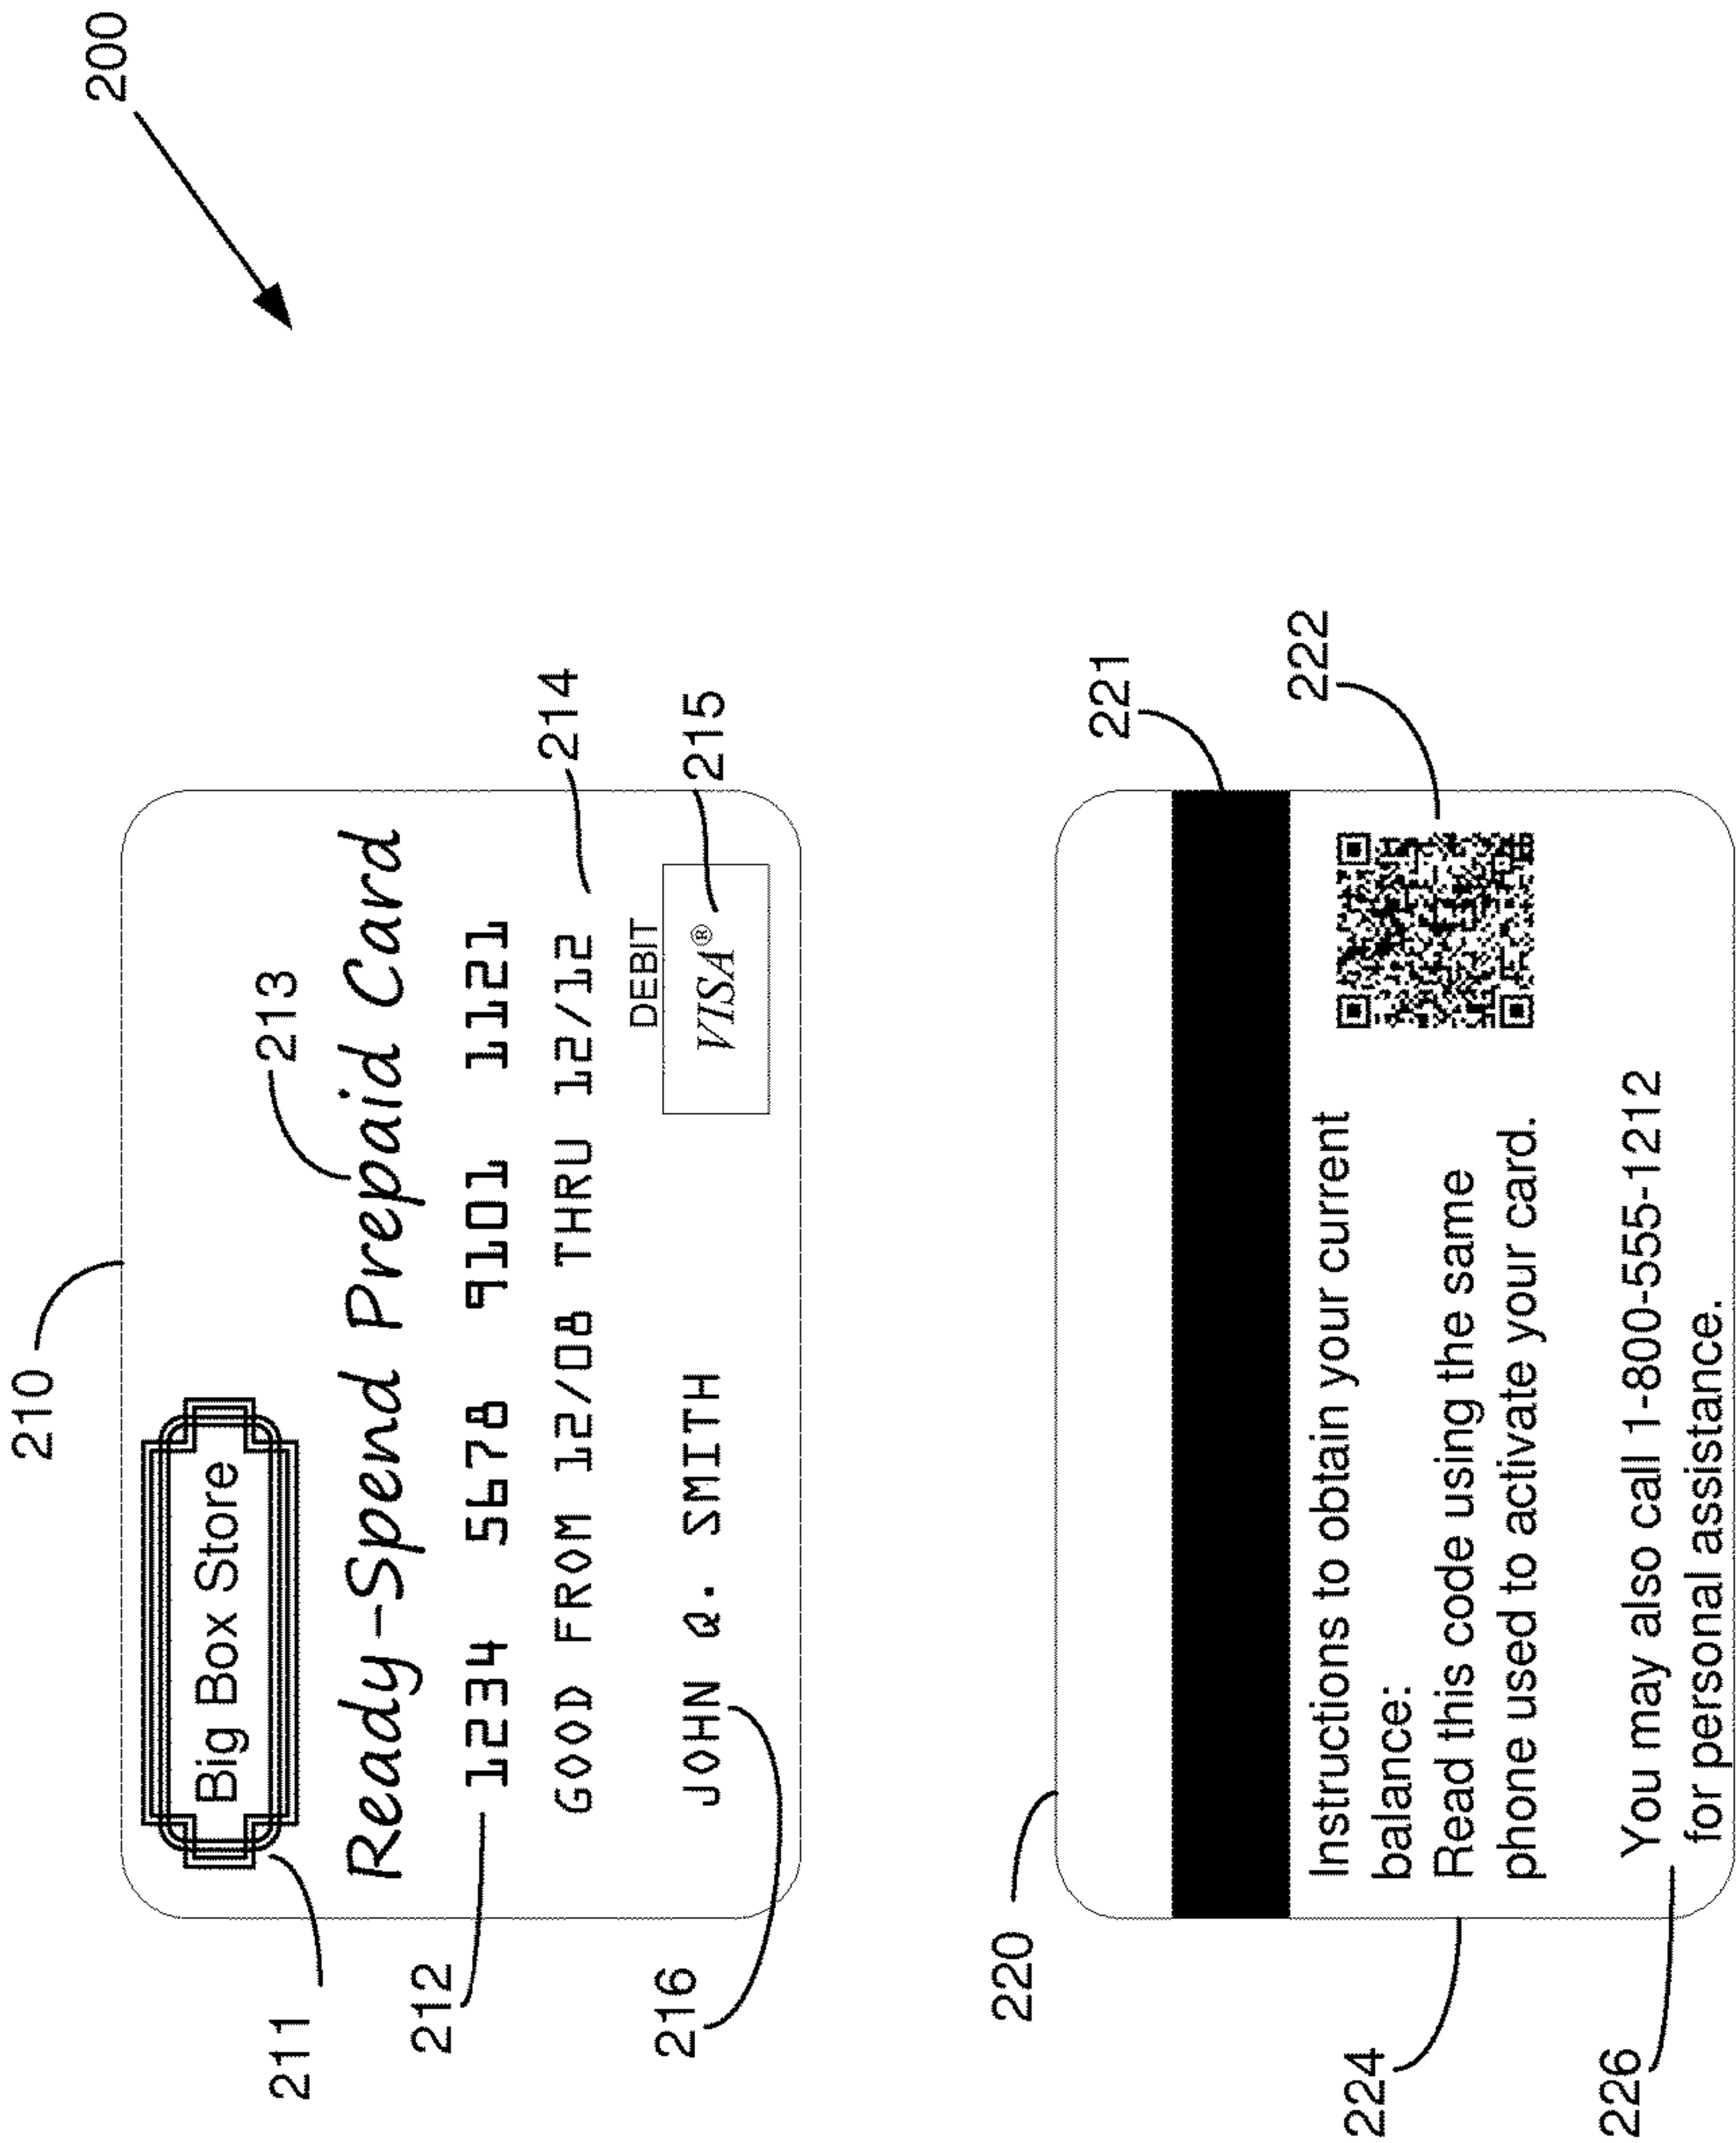 200
210
Big Box Store
211
213
Ready-Spend Prepaid Card
212
1234 5678 9101 1121
GOOD FROM 12/08 THRU 12/12
214
DEBIT
VISA®
215
JOHN Q. SMITH
216
220
221
Instructions to obtain your current
balance:
Read this code using the same
phone used to activate your card.
222
224
You may also call 1-800-555-1212
for personal assistance.
226